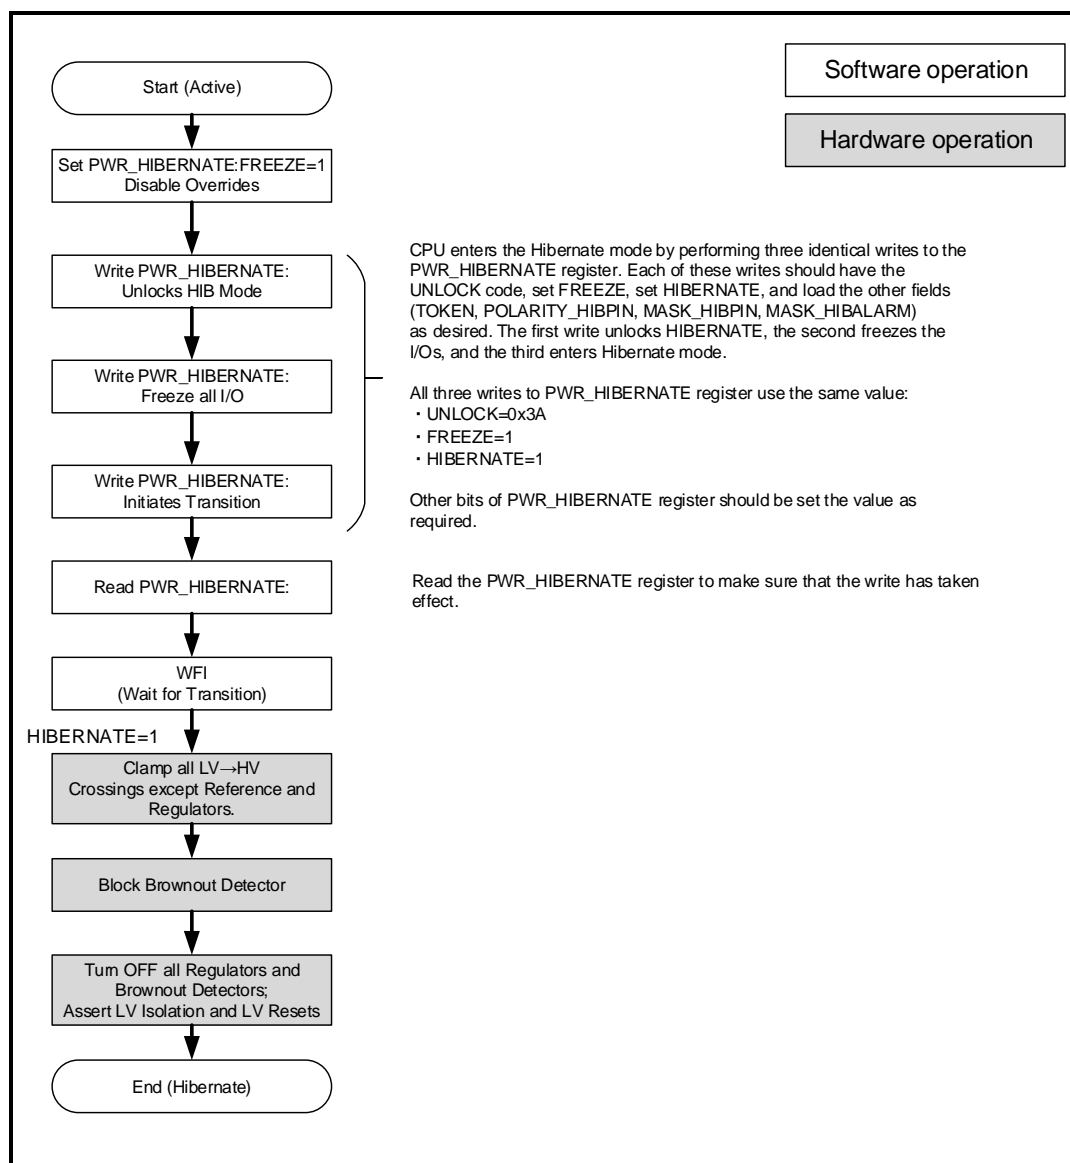 Software operation
Hardware operation
Start (Active)
Set PWR_HIBERNATE:FREEZE=1
Disable Overrides
Write PWR_HIBERNATE:
Unlocks HIB Mode
Write PWR_HIBERNATE:
Freeze all I/O
Write PWR_HIBERNATE:
Initiates Transition
CPU enters the Hibernate mode by performing three identical writes to the
PWR_HIBERNATE register. Each of these writes should have the
UNLOCK code, set FREEZE, set HIBERNATE, and load the other fields
(TOKEN, POLARITY_HIBPIN, MASK_HIBPIN, MASK_HIBALARM)
as desired. The first write unlocks HIBERNATE, the second freezes the
I/Os, and the third enters Hibernate mode.
All three writes to PWR_HIBERNATE register use the same value:
・UNLOCK=0x3A
・FREEZE=1
・HIBERNATE=1
Other bits of PWR_HIBERNATE register should be set the value as
required.
Read PWR_HIBERNATE:
Read the PWR_HIBERNATE register to make sure that the write has taken
effect.
WFI
(Wait for Transition)
HIBERNATE=1
Clamp all LV→HV
Crossings except Reference and
Regulators.
Block Brownout Detector
Turn OFF all Regulators and
Brownout Detectors;
Assert LV Isolation and LV Resets
End (Hibernate)